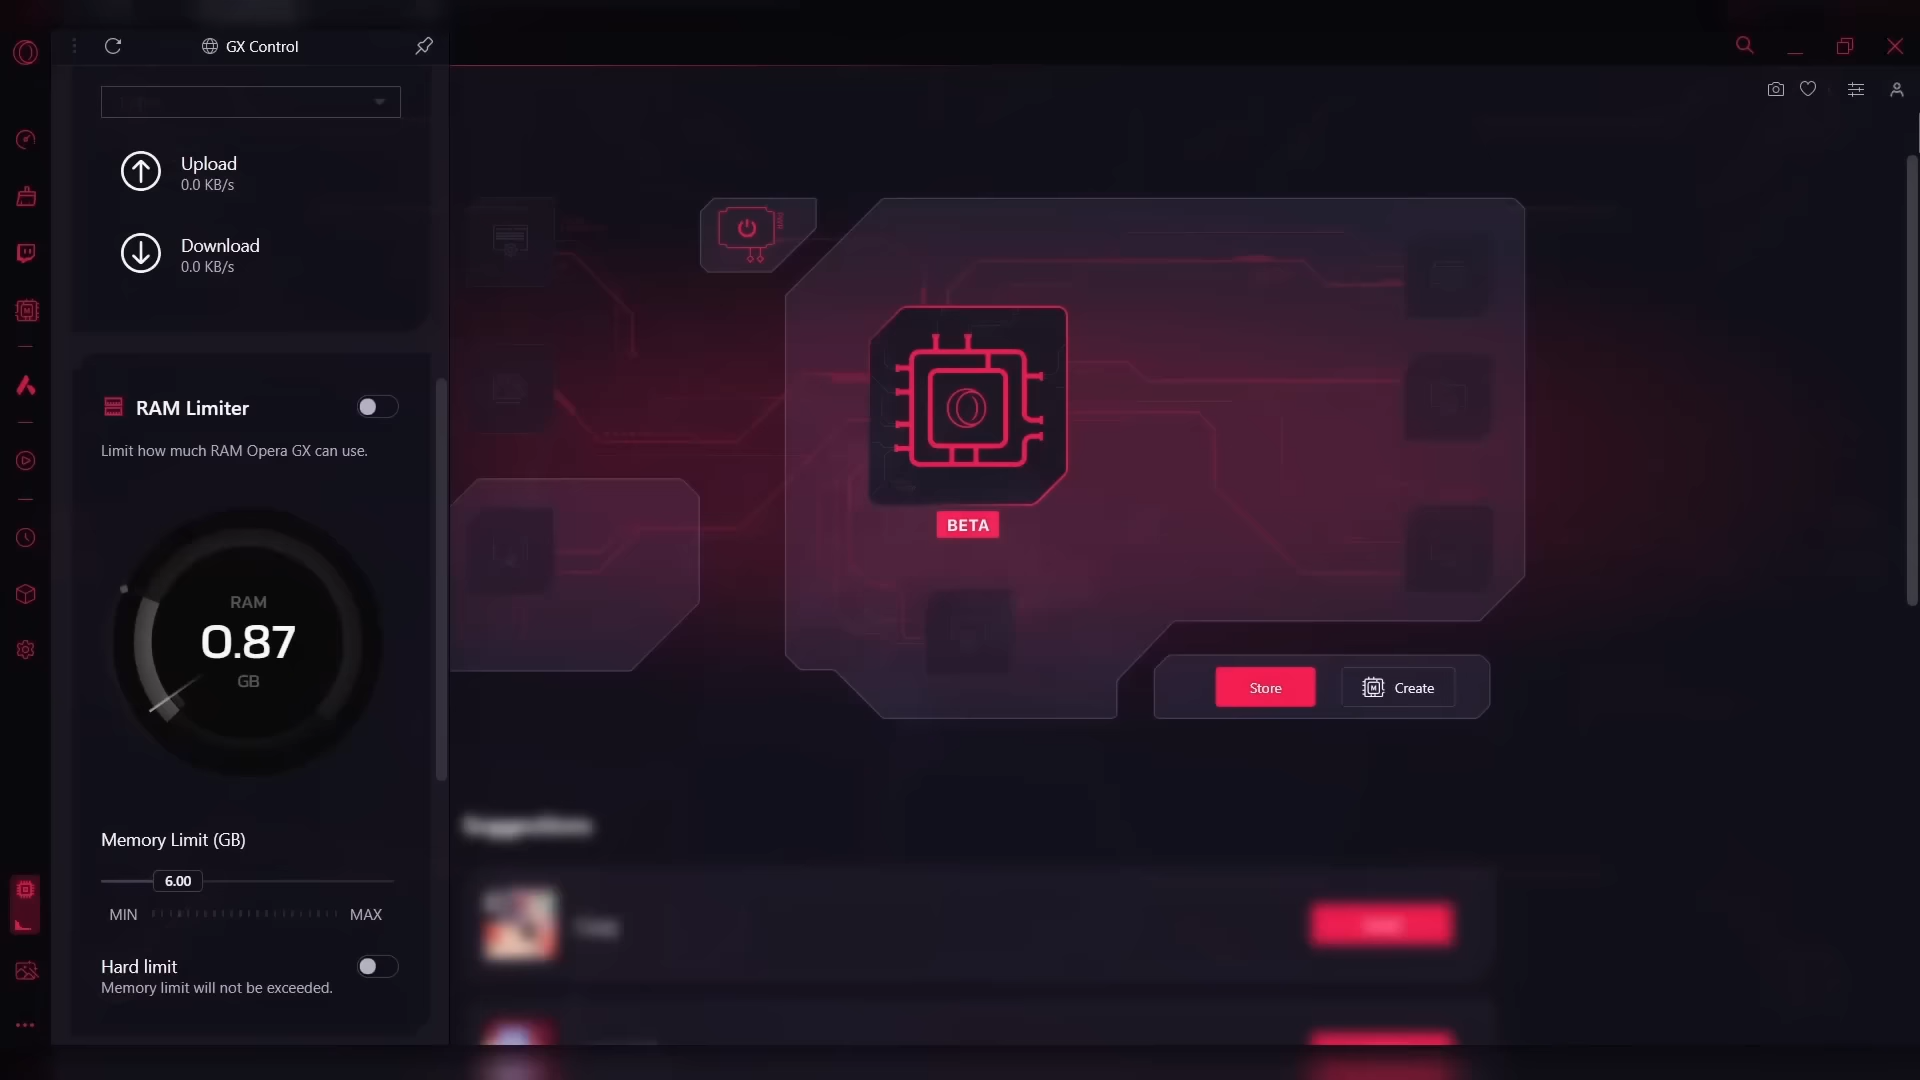 GX Control
Upload
0.0 KB/s
Download
0.0 KB/s
RAM Limiter
Limit how much RAM Opera GX can use.
RAM
0.87
GB
Memory Limit (GB)
6.00
MIN MAX
Hard limit
Memory limit will not be exceeded.
BETA
Store
Create
Suggestions